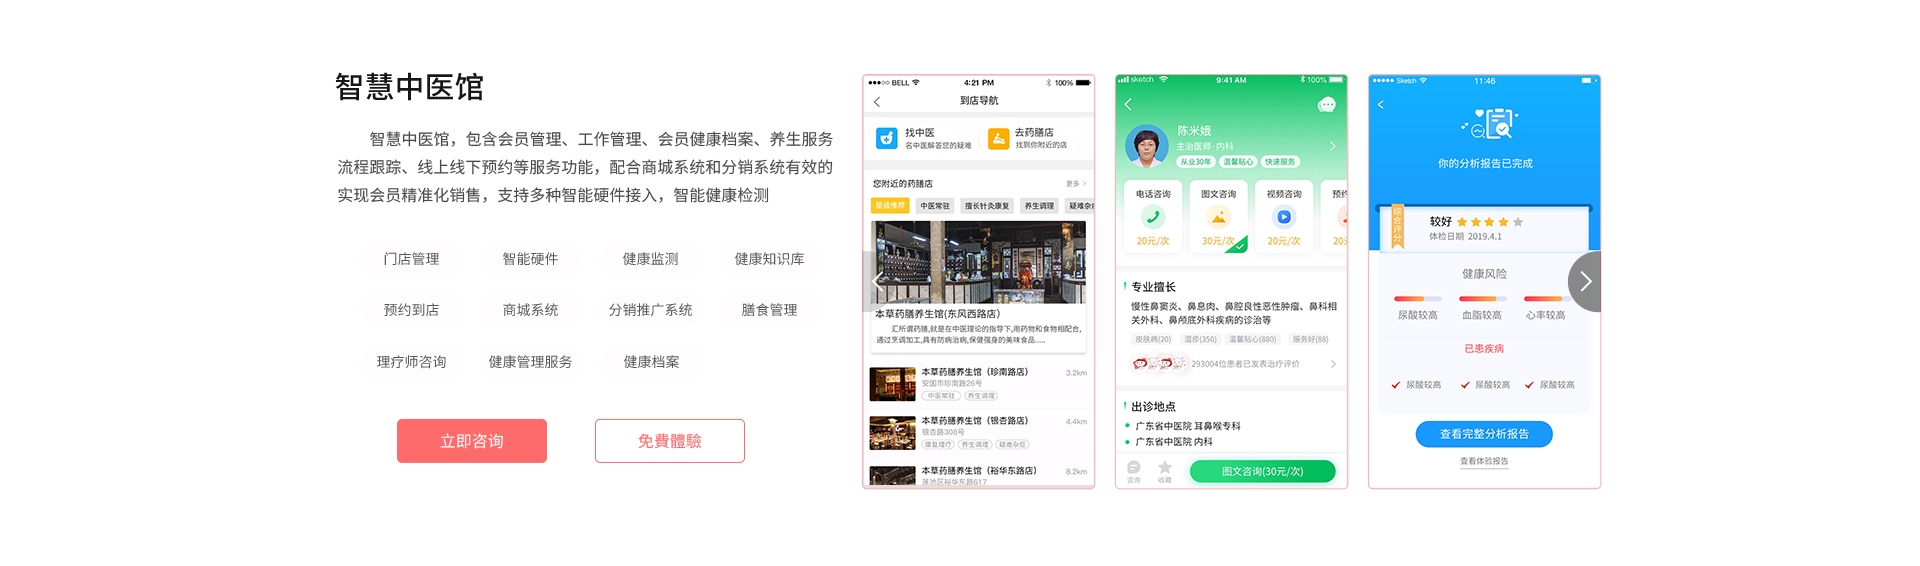 智慧中医馆
智慧中医馆，包含会员管理、工作管理、会员健康档案、养生服务
流程跟踪、线上线下预约等服务功能，配合商城系统和分销系统有效的
实现会员精准化销售，支持多种智能硬件接入，智能健康检测
门店管理 智能硬件 健康监测 健康知识库
预约到店 商城系统 分销推广系统 膳食管理
理疗师咨询 健康管理服务 健康档案
立即咨询 免費體驗
BELL 4:21 PM 100%
到店导航
找中医
名中医解答您的疑难
去药膳店
找到你附近的店
您附近的药膳店 更多
星级推荐 中医常驻 擅长针灸康复 养生调理 疑难杂
本草药膳养生馆(东风西路店）
汇所谓药膳,就是在中医理论的指导下,用药物和食物相配合,
通过烹调加工,具有防病治病,保健强身的美味食品.....
本草药膳养生馆（珍南路店） 3.2km
安国市珍南路26号
中医常驻 养生调理
本草药膳养生馆（银杏路店） 4.4km
银杏路308号
康复理疗 养生调理 疑难杂症
本草药膳养生馆（裕华东路店） 8.2km
莲池区裕华东路617
sketch 9:41 AM 100%
陈米娥
主治医师·内科
从业30年 温馨贴心 快速服务
电话咨询 图文咨询 视频咨询 预约
20元/次 30元/次 20元/次 20元
专业擅长
慢性鼻窦炎、鼻息肉、鼻腔良性恶性肿瘤、鼻科相
关外科、鼻颅底外科疾病的诊治等
皮肤病(20) 湿疹(350) 温馨贴心(880) 服务好(88)
293004位患者已发表治疗评价
出诊地点
广东省中医院 耳鼻喉专科
广东省中医院 内科
咨询 收藏 图文咨询(30元/次)
Sketch 11:46
你的分析报告已完成
综合评分
较好
体检日期 2019.4.1
健康风险
尿酸较高 血脂较高 心率较高
已患疾病
尿酸较高 尿酸较高 尿酸较高
查看完整分析报告
查看体验报告